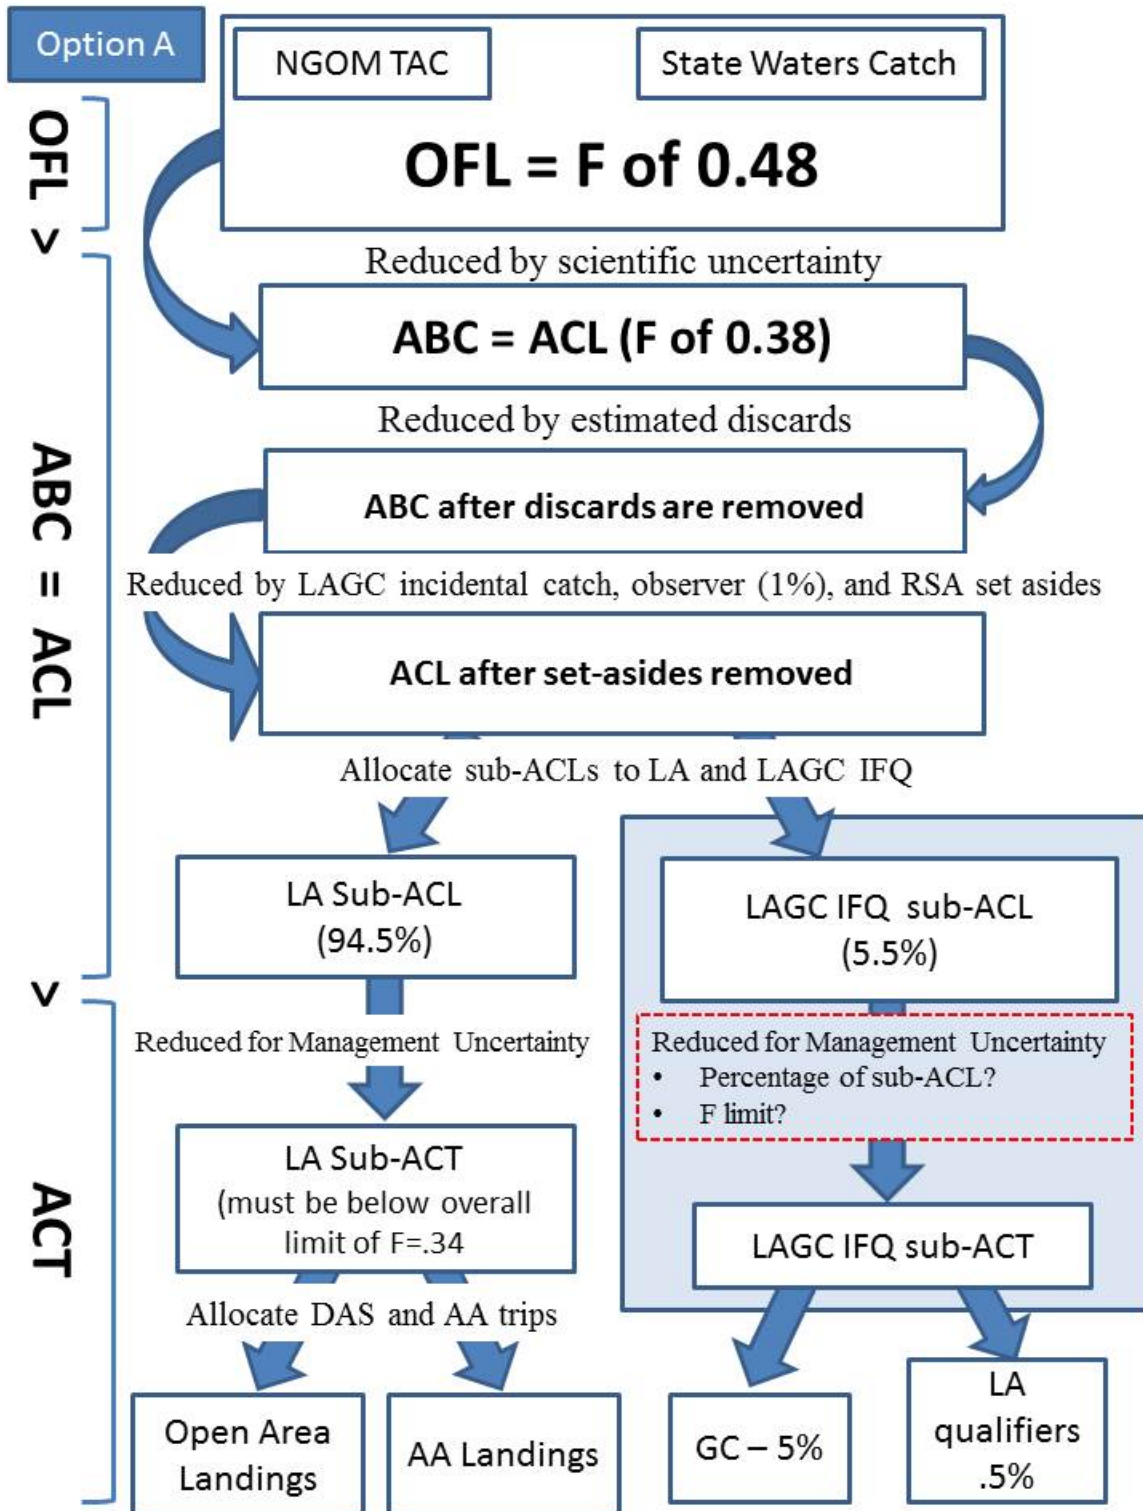 Option A
NGOM TAC
State Waters Catch
OFL = F of 0.48
OFL
>
Reduced by scientific uncertainty
ABC = ACL (F of 0.38)
Reduced by estimated discards
ABC after discards are removed
Reduced by LAGC incidental catch, observer (1%), and RSA set asides
ACL after set-asides removed
ABC = ACL
Allocate sub-ACLs to LA and LAGC IFQ
LA Sub-ACL
(94.5%)
LAGC IFQ sub-ACL
(5.5%)
>
Reduced for Management Uncertainty
Reduced for Management Uncertainty
• Percentage of sub-ACL?
• F limit?
LA Sub-ACT
(must be below overall
limit of F=.34
LAGC IFQ sub-ACT
ACT
Allocate DAS and AA trips
Open Area
Landings
AA Landings
GC – 5%
LA
qualifiers
.5%